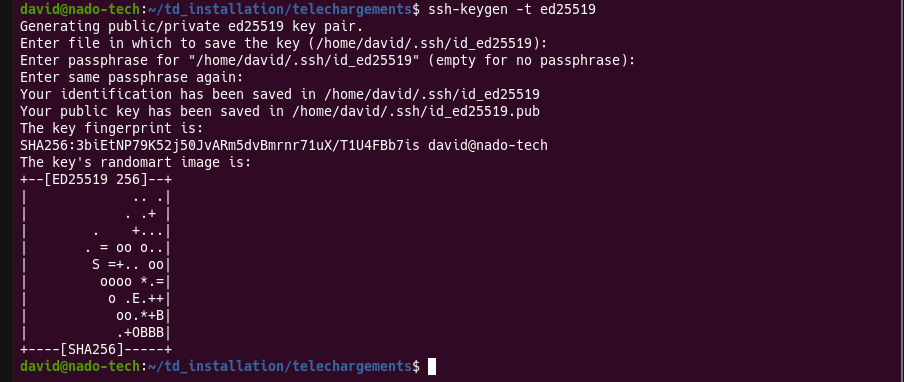 david@nado-tech:~/td_installation/telechargements$ ssh-keygen -t ed25519
Generating public/private ed25519 key pair.
Enter file in which to save the key (/home/david/.ssh/id_ed25519):
Enter passphrase for "/home/david/.ssh/id_ed25519" (empty for no passphrase):
Enter same passphrase again:
Your identification has been saved in /home/david/.ssh/id_ed25519
Your public key has been saved in /home/david/.ssh/id_ed25519.pub
The key fingerprint is:
SHA256:3biEtNP79K52j50JvARm5dvBmrnr71uX/T1U4FBb7is david@nado-tech
The key's randomart image is:
+--[ED25519 256]--+
|             .. .|
|            . .+ |
|        .    +...|
|       . = oo o..|
|        S =+.. oo|
|         oooo *.=|
|          o .E.++|
|           oo.*+B|
|           .+OBBB|
+----[SHA256]-----+
david@nado-tech:~/td_installation/telechargements$